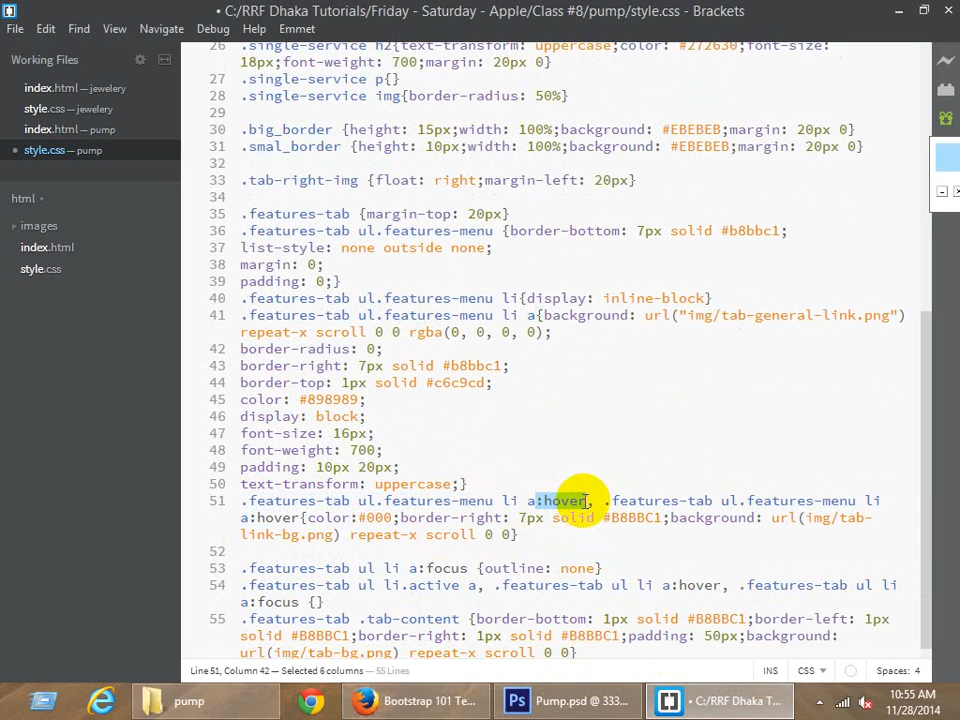 • C:/RRF Dhaka Tutorials/Friday - Saturday - Apple/Class #8/pump/style.css - Brackets
File Edit Find View Navigate Debug Help Emmet
Working Files
index.html — jewelery
style.css — jewelery
index.html — pump
style.css — pump
html
images
index.html
style.css
26 .single-service h2{text-transform: uppercase;color: #272630;font-size:
18px;font-weight: 700;margin: 20px 0}
27 .single-service p{}
28 .single-service img{border-radius: 50%}
29
30 .big_border {height: 15px;width: 100%;background: #EBEBEB;margin: 20px 0}
31 .smal_border {height: 10px;width: 100%;background: #EBEBEB;margin: 20px 0}
32
33 .tab-right-img {float: right;margin-left: 20px}
34
35 .features-tab {margin-top: 20px}
36 .features-tab ul.features-menu {border-bottom: 7px solid #b8bbc1;
37 list-style: none outside none;
38 margin: 0;
39 padding: 0;}
40 .features-tab ul.features-menu li{display: inline-block}
41 .features-tab ul.features-menu li a{background: url("img/tab-general-link.png")
repeat-x scroll 0 0 rgba(0, 0, 0, 0);
42 border-radius: 0;
43 border-right: 7px solid #b8bbc1;
44 border-top: 1px solid #c6c9cd;
45 color: #898989;
46 display: block;
47 font-size: 16px;
48 font-weight: 700;
49 padding: 10px 20px;
50 text-transform: uppercase;}
51 .features-tab ul.features-menu li a:hover, .features-tab ul.features-menu li
a:hover{color:#000;border-right: 7px solid #B8BBC1;background: url(img/tab-
link-bg.png) repeat-x scroll 0 0}
52
53 .features-tab ul li a:focus {outline: none}
54 .features-tab ul li.active a, .features-tab ul li a:hover, .features-tab ul li
a:focus {}
55 .features-tab .tab-content {border-bottom: 1px solid #B8BBC1;border-left: 1px
solid #B8BBC1;border-right: 1px solid #B8BBC1;padding: 50px;background:
url(img/tab-bg.png) repeat-x scroll 0 0}
Line 51, Column 42 — Selected 6 columns — 55 Lines
INS CSS Spaces: 4
pump
Bootstrap 101 Te...
Ps Pump.psd @ 333...
• C:/RRF Dhaka T...
10:55 AM
11/28/2014